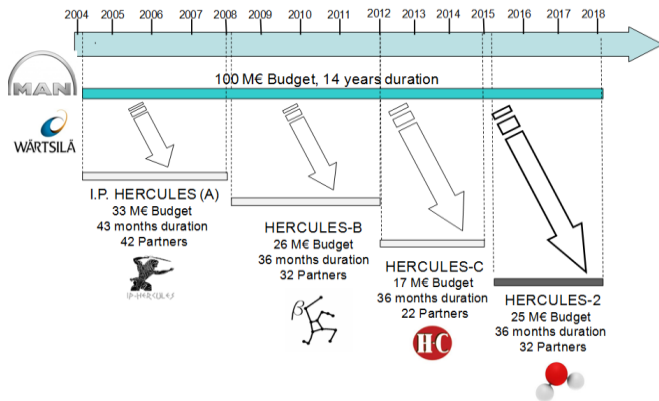 2004 2005 2006 2007 2008 2009 2010 2011 2012 2013 2014 2015 2016 2017 2018
MAN
100 M€ Budget, 14 years duration
WÄRTSILÄ
I.P. HERCULES (A)
33 M€ Budget
43 months duration
42 Partners
IP-HERCULES
HERCULES-B
26 M€ Budget
36 months duration
32 Partners
β
HERCULES-C
17 M€ Budget
36 months duration
22 Partners
H-C
HERCULES-2
25 M€ Budget
36 months duration
32 Partners